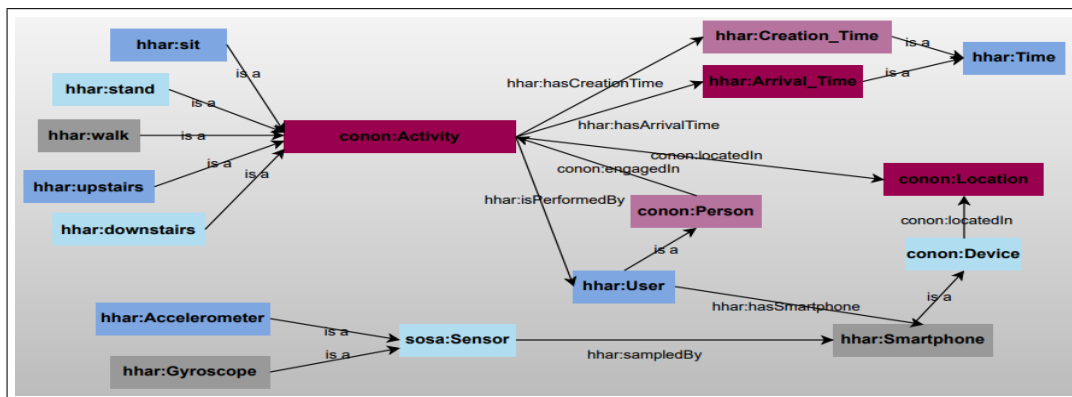 hhar:sit
is a
hhar:stand
is a
hhar:walk
is a
hhar:upstairs
is a
hhar:downstairs
is a
conon:Activity
hhar:hasCreationTime
hhar:Creation_Time
is a
hhar:Time
hhar:hasArrivalTime
hhar:Arrival_Time
is a
conon:locatedIn
conon:Location
conon:engagedIn
hhar:isPerformedBy
conon:Person
conon:locatedIn
is a
conon:Device
hhar:User
hhar:hasSmartphone
is a
hhar:Accelerometer
is a
sosa:Sensor
hhar:sampledBy
hhar:Smartphone
hhar:Gyroscope
is a